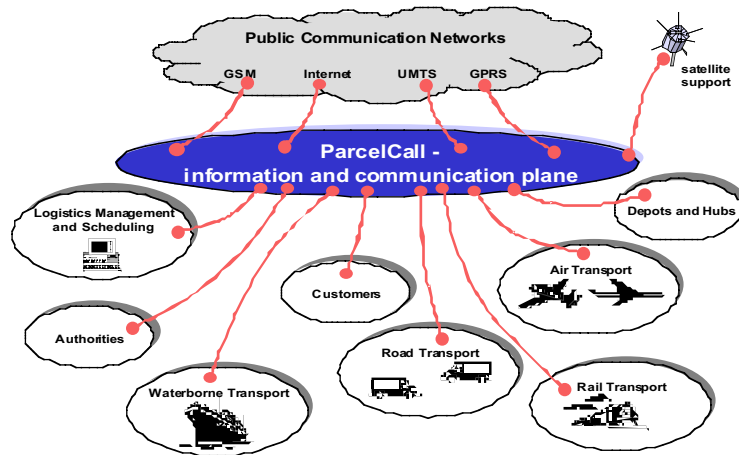 Public Communication Networks
GSM
Internet
UMTS
GPRS
satellite
support
ParcelCall -
information and communication plane
Logistics Management
and Scheduling
Depots and Hubs
Air Transport
Customers
Authorities
Road Transport
Waterborne Transport
Rail Transport